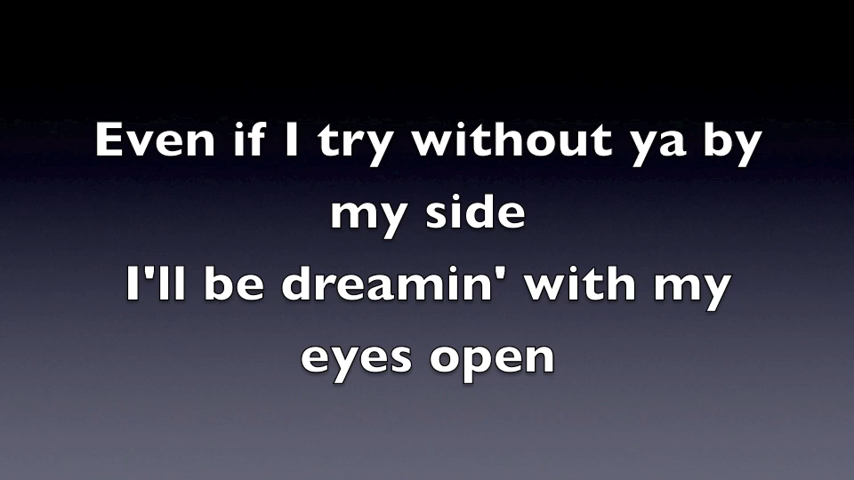 Even if I try without ya by
my side
I'll be dreamin' with my
eyes open